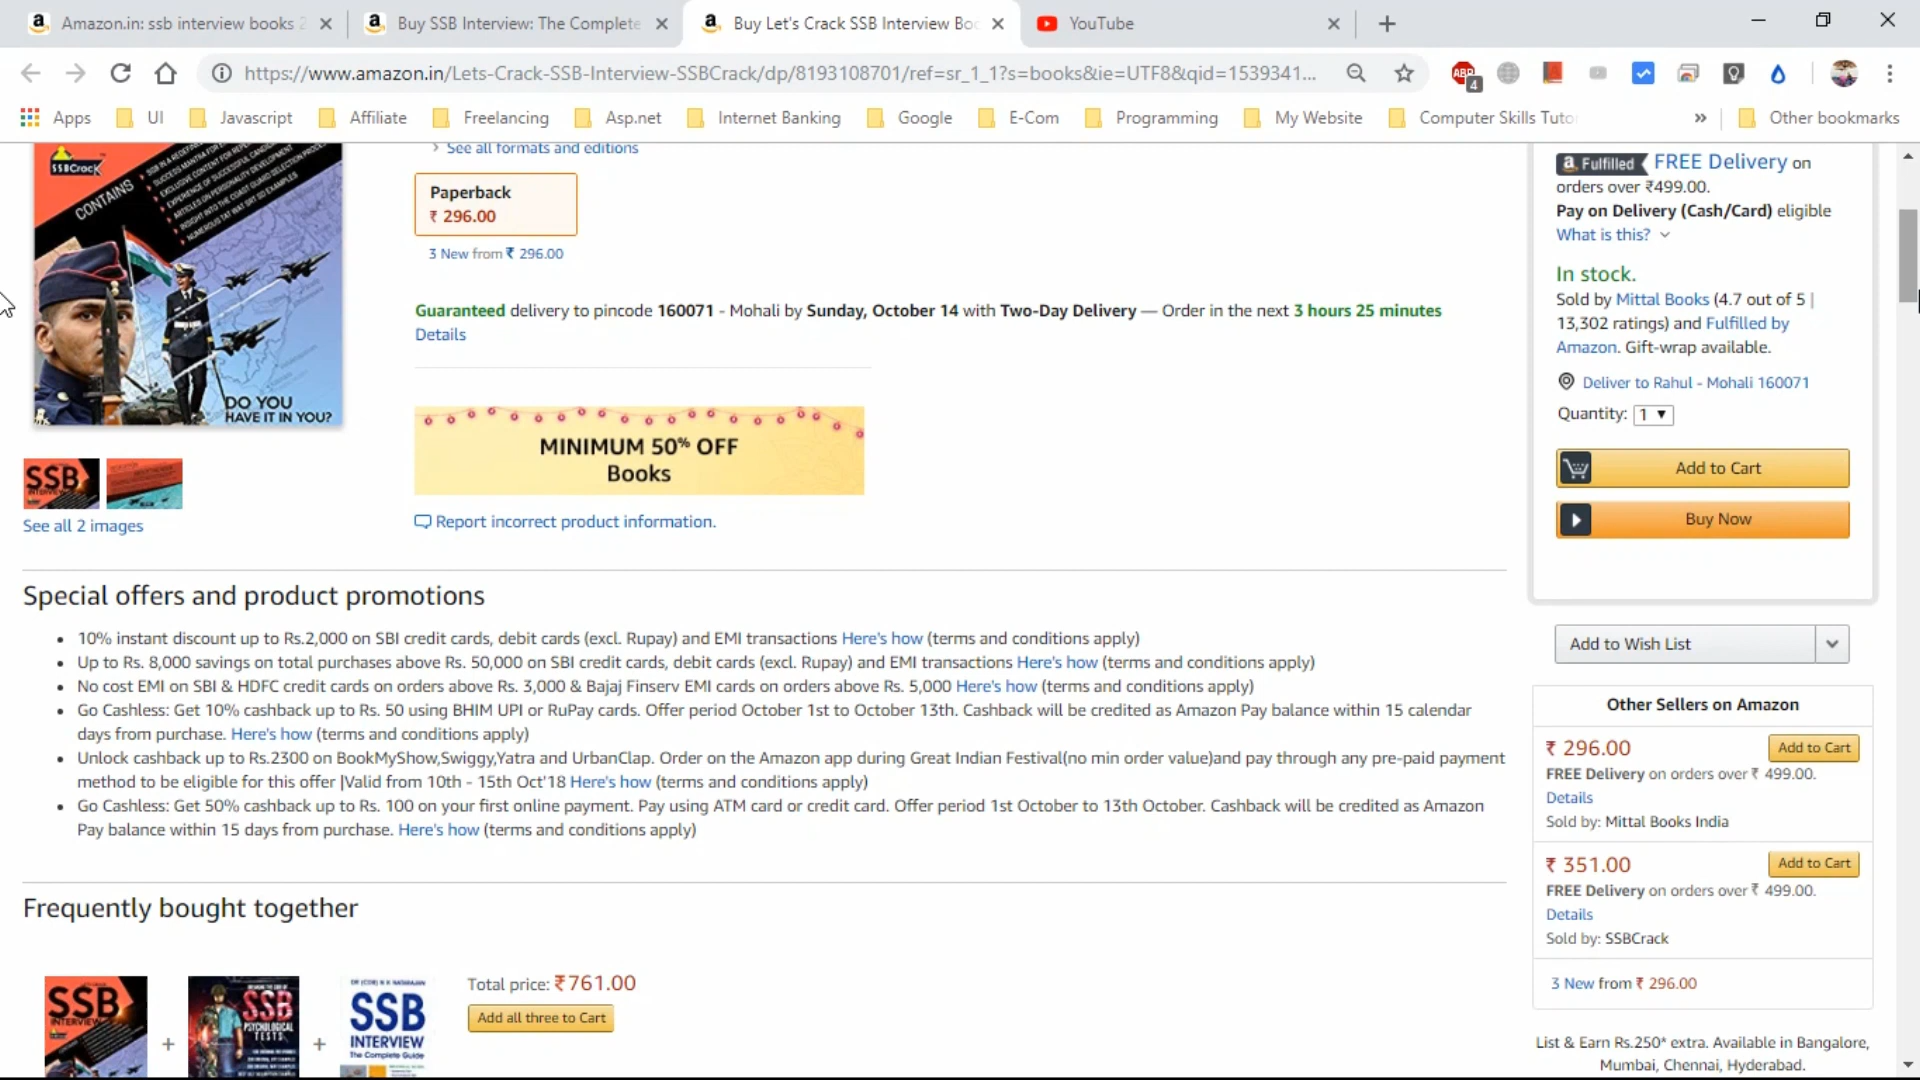 Amazon.in: ssb interview books 2
Buy SSB Interview: The Complete
Buy Let's Crack SSB Interview Boo
YouTube
https://www.amazon.in/Lets-Crack-SSB-Interview-SSBCrack/dp/8193108701/ref=sr_1_1?s=books&ie=UTF8&qid=1539341...
ABP
4
Apps
UI
Javascript
Affiliate
Freelancing
Asp.net
Internet Banking
Google
E-Com
Programming
My Website
Computer Skills Tuto
»
Other bookmarks
SSBCrack
CONTAINS
DO YOU
HAVE IT IN YOU?
SSB
INTERVIEW
See all 2 images
› See all formats and editions
Paperback
₹ 296.00
3 New from ₹ 296.00
Guaranteed delivery to pincode 160071 - Mohali by Sunday, October 14 with Two-Day Delivery — Order in the next 3 hours 25 minutes
Details
MINIMUM 50% OFF
Books
Report incorrect product information.
a Fulfilled FREE Delivery on
orders over ₹499.00.
Pay on Delivery (Cash/Card) eligible
What is this?
In stock.
Sold by Mittal Books (4.7 out of 5 |
13,302 ratings) and Fulfilled by
Amazon. Gift-wrap available.
Deliver to Rahul - Mohali 160071
Quantity: 1
Add to Cart
Buy Now
Add to Wish List
Special offers and product promotions
• 10% instant discount up to Rs.2,000 on SBI credit cards, debit cards (excl. Rupay) and EMI transactions Here's how (terms and conditions apply)
• Up to Rs. 8,000 savings on total purchases above Rs. 50,000 on SBI credit cards, debit cards (excl. Rupay) and EMI transactions Here's how (terms and conditions apply)
• No cost EMI on SBI & HDFC credit cards on orders above Rs. 3,000 & Bajaj Finserv EMI cards on orders above Rs. 5,000 Here's how (terms and conditions apply)
• Go Cashless: Get 10% cashback up to Rs. 50 using BHIM UPI or RuPay cards. Offer period October 1st to October 13th. Cashback will be credited as Amazon Pay balance within 15 calendar
days from purchase. Here's how (terms and conditions apply)
• Unlock cashback up to Rs.2300 on BookMyShow,Swiggy,Yatra and UrbanClap. Order on the Amazon app during Great Indian Festival(no min order value)and pay through any pre-paid payment
method to be eligible for this offer |Valid from 10th - 15th Oct'18 Here's how (terms and conditions apply)
• Go Cashless: Get 50% cashback up to Rs. 100 on your first online payment. Pay using ATM card or credit card. Offer period 1st October to 13th October. Cashback will be credited as Amazon
Pay balance within 15 days from purchase. Here's how (terms and conditions apply)
Other Sellers on Amazon
₹ 296.00
Add to Cart
FREE Delivery on orders over ₹ 499.00.
Details
Sold by: Mittal Books India
₹ 351.00
Add to Cart
FREE Delivery on orders over ₹ 499.00.
Details
Sold by: SSBCrack
3 New from ₹ 296.00
List & Earn Rs.250* extra. Available in Bangalore,
Mumbai, Chennai, Hyderabad.
Frequently bought together
SSB
INTERVIEW
+
SSB
PSYCHOLOGICAL
TESTS
+
SSB
INTERVIEW
The Complete Guide
Total price: ₹761.00
Add all three to Cart